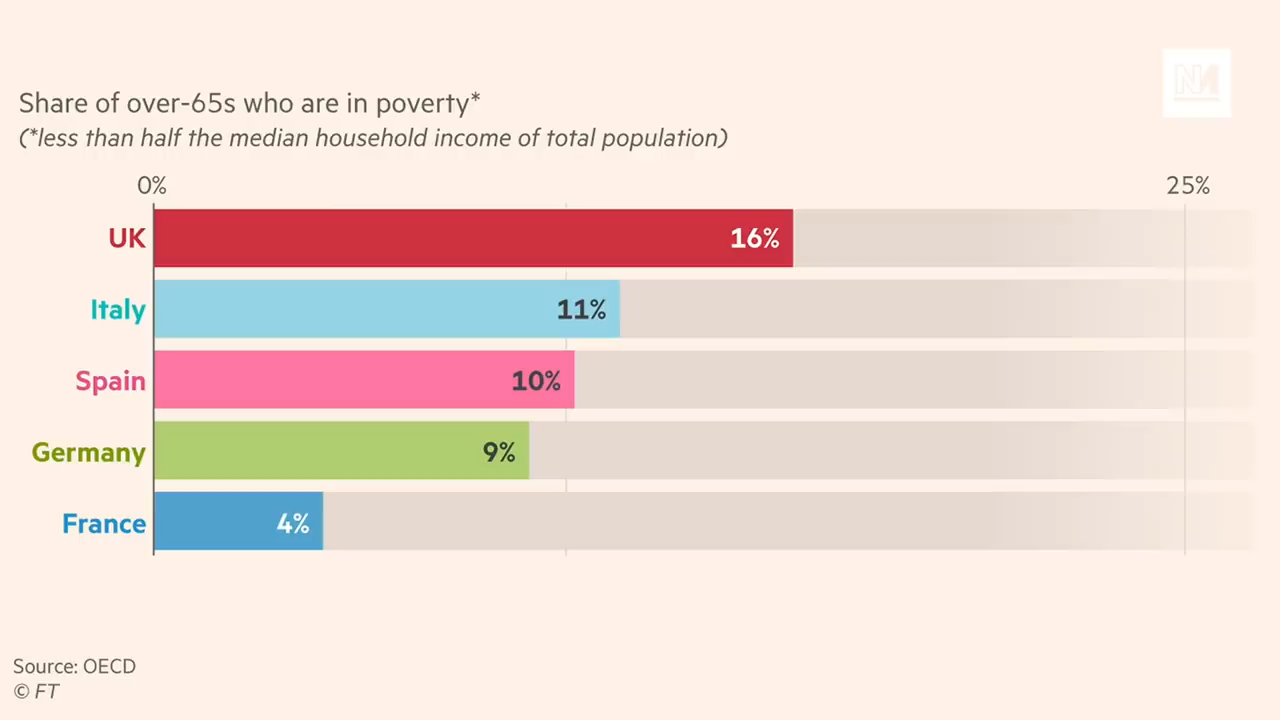 Share of over-65s who are in poverty*
(*less than half the median household income of total population)
0% 25%
UK 16%
Italy 11%
Spain 10%
Germany 9%
France 4%
Source: OECD
© FT